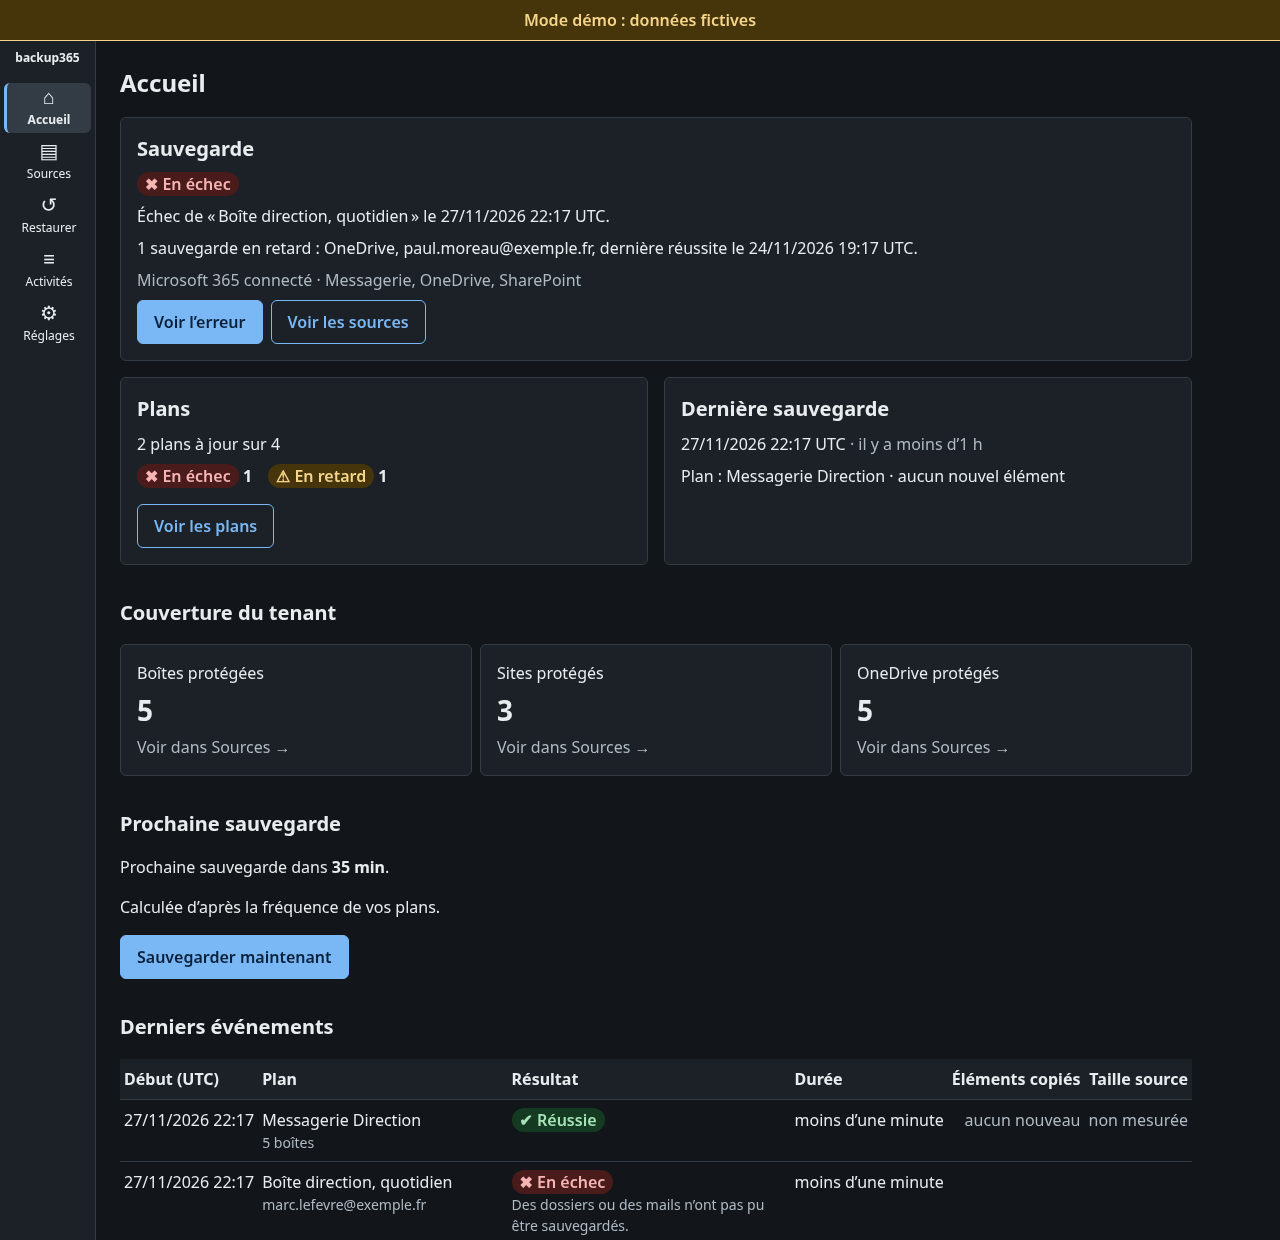 Mode démo : données fictives
backup365
Accueil
Sources
Restaurer
Activités
Réglages
Accueil
Sauvegarde
✖ En échec
Échec de « Boîte direction, quotidien » le 27/11/2026 22:17 UTC.
1 sauvegarde en retard : OneDrive, paul.moreau@exemple.fr, dernière réussite le 24/11/2026 19:17 UTC.
Microsoft 365 connecté · Messagerie, OneDrive, SharePoint
Voir l’erreur Voir les sources
Plans
2 plans à jour sur 4
✖ En échec 1 ⚠ En retard 1
Voir les plans
Dernière sauvegarde
27/11/2026 22:17 UTC · il y a moins d’1 h
Plan : Messagerie Direction · aucun nouvel élément
Couverture du tenant
Boîtes protégées
5
Voir dans Sources →
Sites protégés
3
Voir dans Sources →
OneDrive protégés
5
Voir dans Sources →
Prochaine sauvegarde
Prochaine sauvegarde dans 35 min.
Calculée d’après la fréquence de vos plans.
Sauvegarder maintenant
Derniers événements
Début (UTC) Plan Résultat Durée Éléments copiés Taille source
27/11/2026 22:17 Messagerie Direction ✔ Réussie moins d’une minute aucun nouveau non mesurée
5 boîtes
27/11/2026 22:17 Boîte direction, quotidien ✖ En échec moins d’une minute
marc.lefevre@exemple.fr Des dossiers ou des mails n’ont pas pu
être sauvegardés.